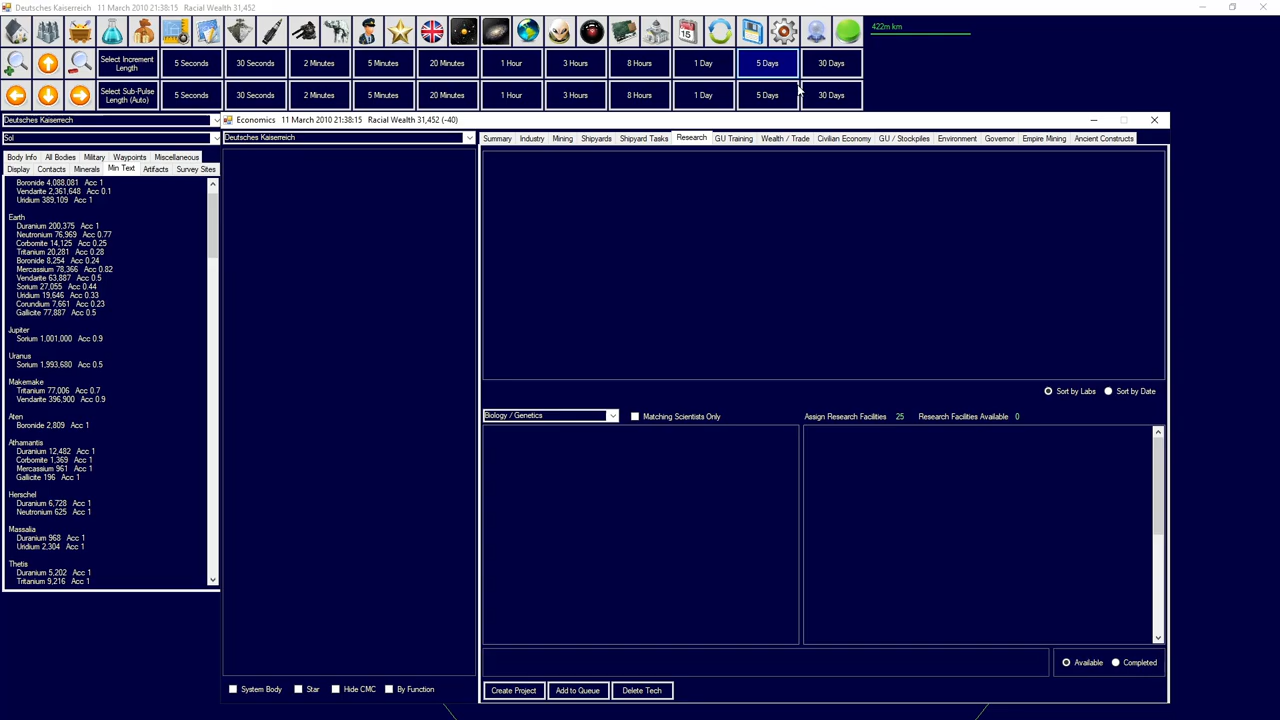 Deutsches Kaiserreich   11 March 2010 21:38:15   Racial Wealth 31,452
422m km
Select Increment Length
5 Seconds
30 Seconds
2 Minutes
5 Minutes
20 Minutes
1 Hour
3 Hours
8 Hours
1 Day
5 Days
30 Days
Select Sub-Pulse Length (Auto)
5 Seconds
30 Seconds
2 Minutes
5 Minutes
20 Minutes
1 Hour
3 Hours
8 Hours
1 Day
5 Days
30 Days
Deutsches Kaiserreich
Sol
Body Info   All Bodies   Military   Waypoints   Miscellaneous
Display   Contacts   Minerals   Min Text   Artifacts   Survey Sites
Boronide 4,088,081   Acc 1
Vendarite 2,361,648   Acc 0.1
Uridium 389,109   Acc 1
Earth
Duranium 200,375   Acc 1
Neutronium 76,969   Acc 0.77
Corbomite 14,125   Acc 0.25
Tritanium 20,281   Acc 0.28
Boronide 8,254   Acc 0.24
Mercassium 78,366   Acc 0.82
Vendarite 63,887   Acc 0.5
Sorium 27,055   Acc 0.44
Uridium 19,646   Acc 0.33
Corundium 7,661   Acc 0.23
Gallicite 77,887   Acc 0.5
Jupiter
Sorium 1,001,000   Acc 0.9
Uranus
Sorium 1,993,680   Acc 0.5
Makemake
Tritanium 77,006   Acc 0.7
Vendarite 396,900   Acc 0.9
Aten
Boronide 2,809   Acc 1
Athamantis
Duranium 12,482   Acc 1
Corbomite 1,369   Acc 1
Mercassium 961   Acc 1
Gallicite 196   Acc 1
Herschel
Duranium 6,728   Acc 1
Neutronium 625   Acc 1
Massalia
Duranium 968   Acc 1
Uridium 2,304   Acc 1
Thetis
Duranium 5,202   Acc 1
Tritanium 9,216   Acc 1
Economics   11 March 2010 21:38:15   Racial Wealth 31,452 (-40)
Deutsches Kaiserreich
Summary   Industry   Mining   Shipyards   Shipyard Tasks   Research   GU Training   Wealth / Trade   Civilian Economy   GU / Stockpiles   Environment   Governor   Empire Mining   Ancient Constructs
Sort by Labs   Sort by Date
Biology / Genetics   Matching Scientists Only   Assign Research Facilities   25   Research Facilities Available   0
Available   Completed
System Body   Star   Hide CMC   By Function
Create Project   Add to Queue   Delete Tech